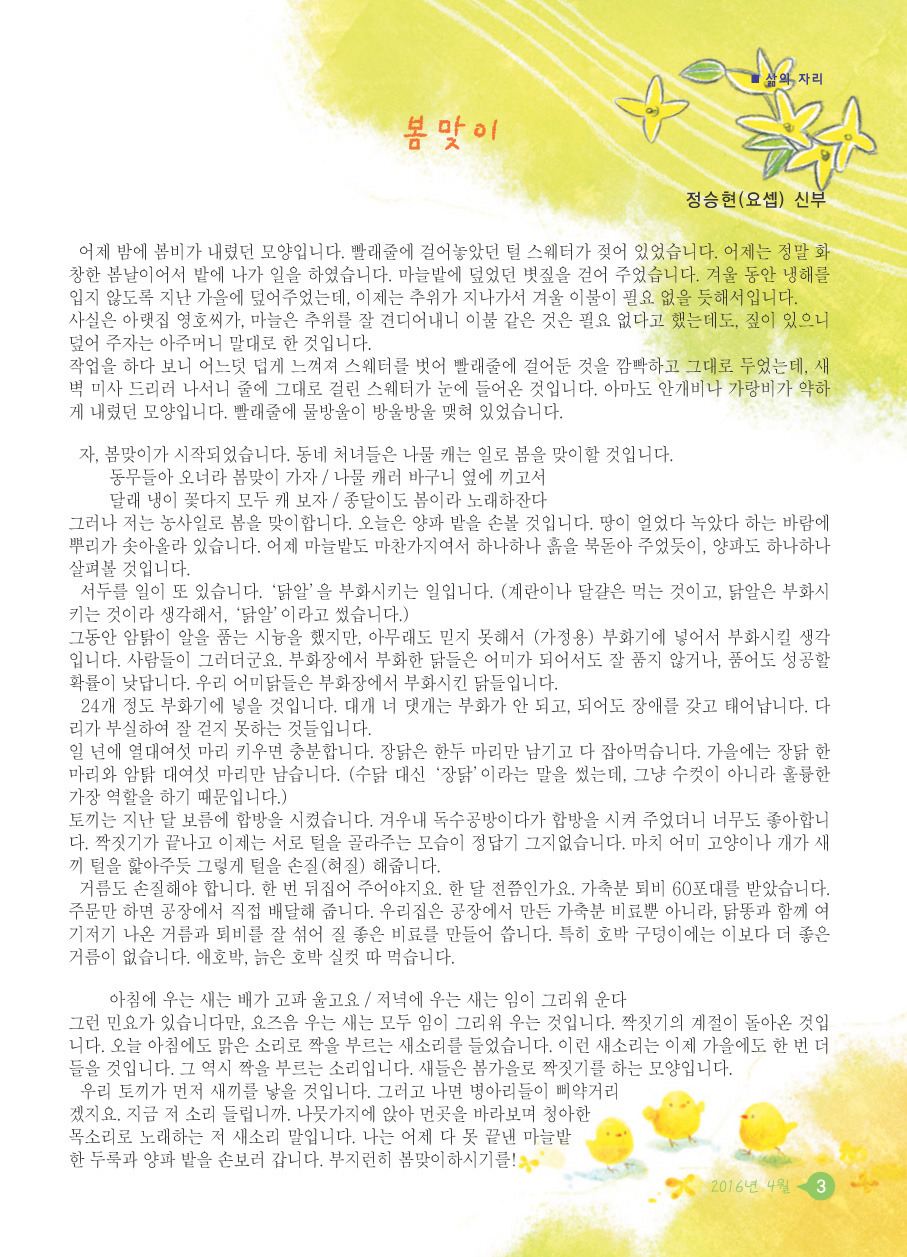 ■ 삶의 자리
봄맞이
정승현(요셉) 신부
어제 밤에 봄비가 내렸던 모양입니다. 빨래줄에 걸어놓았던 털 스웨터가 젖어 있었습니다. 어제는 정말 화
창한 봄날이어서 밭에 나가 일을 하였습니다. 마늘밭에 덮었던 볏짚을 걷어 주었습니다. 겨울 동안 냉해를
입지 않도록 지난 가을에 덮어주었는데, 이제는 추위가 지나가서 겨울 이불이 필요 없을 듯해서입니다.
사실은 아랫집 영호씨가, 마늘은 추위를 잘 견디어내니 이불 같은 것은 필요 없다고 했는데도, 짚이 있으니
덮어 주자는 아주머니 말대로 한 것입니다.
작업을 하다 보니 어느덧 덥게 느껴져 스웨터를 벗어 빨래줄에 걸어둔 것을 깜빡하고 그대로 두었는데, 새
벽 미사 드리러 나서니 줄에 그대로 걸린 스웨터가 눈에 들어온 것입니다. 아마도 안개비나 가랑비가 약하
게 내렸던 모양입니다. 빨래줄에 물방울이 방울방울 맺혀 있었습니다.
자, 봄맞이가 시작되었습니다. 동네 처녀들은 나물 캐는 일로 봄을 맞이할 것입니다.
동무들아 오너라 봄맞이 가자 / 나물 캐러 바구니 옆에 끼고서
달래 냉이 꽃다지 모두 캐 보자 / 종달이도 봄이라 노래하잔다
그러나 저는 농사일로 봄을 맞이합니다. 오늘은 양파 밭을 손볼 것입니다. 땅이 얼었다 녹았다 하는 바람에
뿌리가 솟아올라 있습니다. 어제 마늘밭도 마찬가지여서 하나하나 흙을 북돋아 주었듯이, 양파도 하나하나
살펴볼 것입니다.
서두를 일이 또 있습니다. ‘닭알’을 부화시키는 일입니다. (계란이나 달걀은 먹는 것이고, 닭알은 부화시
키는 것이라 생각해서, ‘닭알’이라고 썼습니다.)
그동안 암탉이 알을 품는 시늉을 했지만, 아무래도 믿지 못해서 (가정용) 부화기에 넣어서 부화시킬 생각
입니다. 사람들이 그러더군요. 부화장에서 부화한 닭들은 어미가 되어서도 잘 품지 않거나, 품어도 성공할
확률이 낮답니다. 우리 어미닭들은 부화장에서 부화시킨 닭들입니다.
24개 정도 부화기에 넣을 것입니다. 대개 너 댓개는 부화가 안 되고, 되어도 장애를 갖고 태어납니다. 다
리가 부실하여 잘 걷지 못하는 것들입니다.
일 년에 열대여섯 마리 키우면 충분합니다. 장닭은 한두 마리만 남기고 다 잡아먹습니다. 가을에는 장닭 한
마리와 암탉 대여섯 마리만 남습니다. (수닭 대신 ‘장닭’이라는 말을 썼는데, 그냥 수컷이 아니라 훌륭한
가장 역할을 하기 때문입니다.)
토끼는 지난 달 보름에 합방을 시켰습니다. 겨우내 독수공방이다가 합방을 시켜 주었더니 너무도 좋아합니
다. 짝짓기가 끝나고 이제는 서로 털을 골라주는 모습이 정답기 그지없습니다. 마치 어미 고양이나 개가 새
끼 털을 핥아주듯 그렇게 털을 손질(혀질) 해줍니다.
거름도 손질해야 합니다. 한 번 뒤집어 주어야지요. 한 달 전쯤인가요. 가축분 퇴비 60포대를 받았습니다.
주문만 하면 공장에서 직접 배달해 줍니다. 우리집은 공장에서 만든 가축분 비료뿐 아니라, 닭똥과 함께 여
기저기 나온 거름과 퇴비를 잘 섞어 질 좋은 비료를 만들어 씁니다. 특히 호박 구덩이에는 이보다 더 좋은
거름이 없습니다. 애호박, 늙은 호박 실컷 따 먹습니다.
아침에 우는 새는 배가 고파 울고요 / 저녁에 우는 새는 임이 그리워 운다
그런 민요가 있습니다만, 요즈음 우는 새는 모두 임이 그리워 우는 것입니다. 짝짓기의 계절이 돌아온 것입
니다. 오늘 아침에도 맑은 소리로 짝을 부르는 새소리를 들었습니다. 이런 새소리는 이제 가을에도 한 번 더
들을 것입니다. 그 역시 짝을 부르는 소리입니다. 새들은 봄가을로 짝짓기를 하는 모양입니다.
우리 토끼가 먼저 새끼를 낳을 것입니다. 그러고 나면 병아리들이 삐약거리
겠지요. 지금 저 소리 들립니까. 나뭇가지에 앉아 먼곳을 바라보며 청아한
목소리로 노래하는 저 새소리 말입니다. 나는 어제 다 못 끝낸 마늘밭
한 두룩과 양파 밭을 손보러 갑니다. 부지런히 봄맞이하시기를!
2016년 4월 3